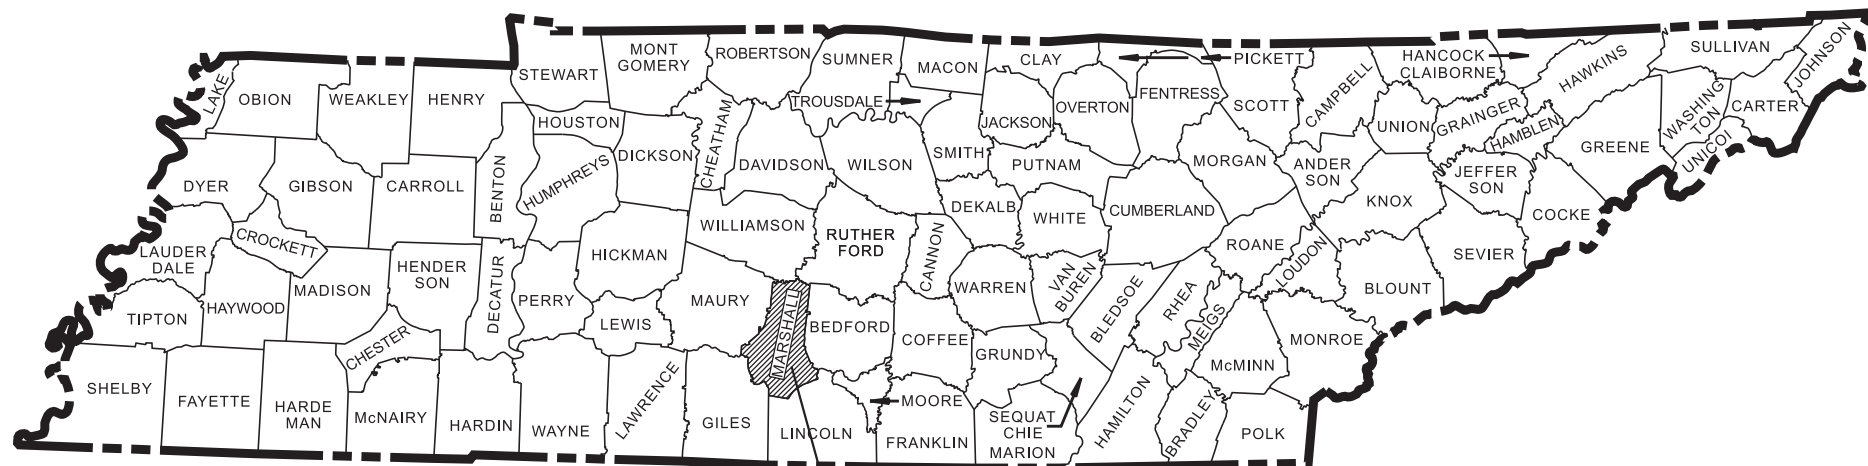 LAKE
OBION
WEAKLEY
HENRY
STEWART
MONT
GOMERY
ROBERTSON
SUMNER
MACON
CLAY
PICKETT
HANCOCK
CLAIBORNE
HAWKINS
SULLIVAN
JOHNSON
TROUSDALE
HOUSTON
CHEATHAM
JACKSON
OVERTON
FENTRESS
SCOTT
CAMPBELL
UNION
GRAINGER
HAMBLEN
WASHING
TON
CARTER
UNICOI
GREENE
DYER
GIBSON
CARROLL
BENTON
HUMPHREYS
DICKSON
DAVIDSON
WILSON
SMITH
PUTNAM
MORGAN
ANDER
SON
KNOX
JEFFER
SON
COCKE
LAUDER
DALE
CROCKETT
HAYWOOD
MADISON
HENDER
SON
DECATUR
PERRY
HICKMAN
WILLIAMSON
RUTHER
FORD
CANNON
DEKALB
WHITE
CUMBERLAND
ROANE
LOUDON
SEVIER
BLOUNT
TIPTON
CHESTER
LEWIS
MAURY
MARSHALL
BEDFORD
COFFEE
WARREN
VAN
BUREN
BLEDSOE
RHEA
MEIGS
McMINN
MONROE
GRUNDY
SHELBY
FAYETTE
HARDE
MAN
McNAIRY
HARDIN
WAYNE
LAWRENCE
GILES
LINCOLN
MOORE
FRANKLIN
SEQUAT
CHIE
MARION
HAMILTON
BRADLEY
POLK